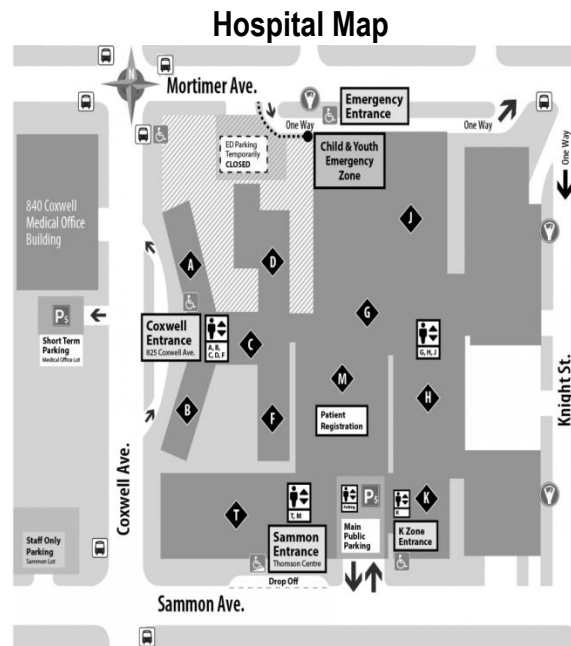 Hospital Map
N
Mortimer Ave.
Emergency
Entrance
One Way
One Way
ED Parking
Temporarily
CLOSED
Child & Youth
Emergency
Zone
One Way
840 Coxwell
Medical Office
Building
J
A
D
P$
Short Term
Parking
Medical Office Lot
Coxwell
Entrance
825 Coxwell Ave.
A, B,
C, D, F
C
G
G, H, J
M
Patient
Registration
H
B
F
Knight St.
Coxwell Ave.
T
T, M
Parking
P$
K
K
Main
Public
Parking
K Zone
Entrance
Sammon
Entrance
Thomson Centre
Staff Only
Parking
Sammon Lot
Drop Off
Sammon Ave.